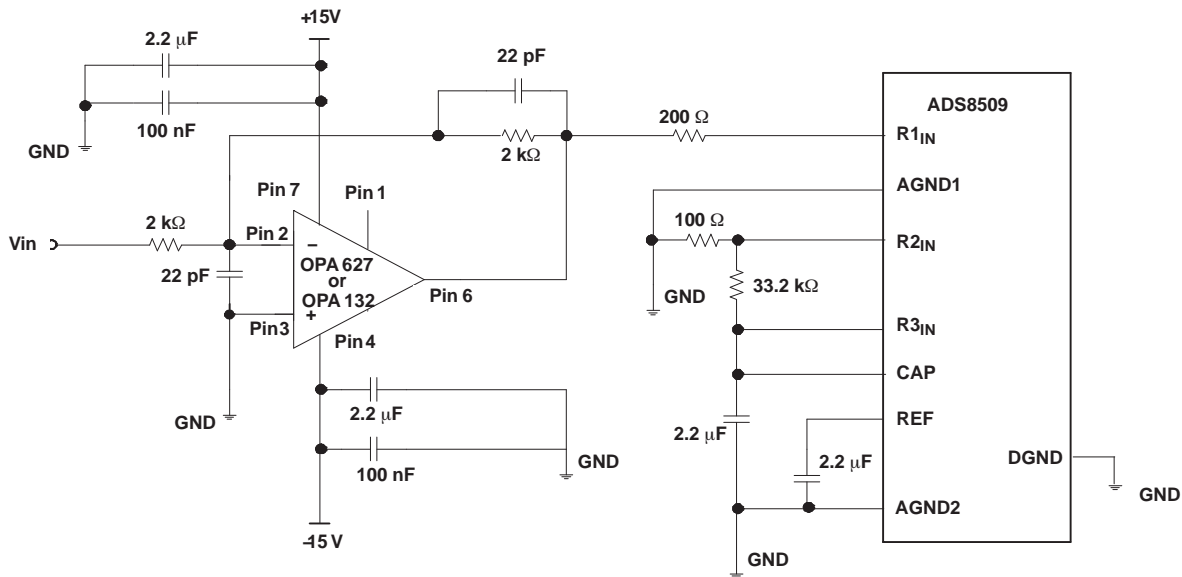 +15V
2.2 μF
22 pF
ADS8509
200 Ω
R1IN
100 nF
2 kΩ
GND
AGND1
Pin 7
Pin 1
100 Ω
2 kΩ
Vin
Pin 2
−
R2IN
OPA 627
or
OPA 132
22 pF
33.2 kΩ
Pin 6
GND
Pin3
+
R3IN
Pin 4
CAP
GND
2.2 μF
REF
2.2 μF
2.2 μF
DGND
GND
100 nF
GND
AGND2
-15 V
GND